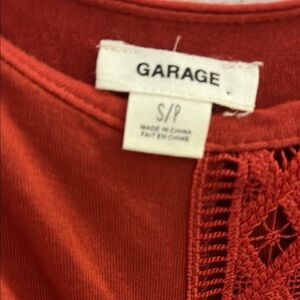 GARAGE
S/P
MADE IN CHINA
FAIT EN CHINE